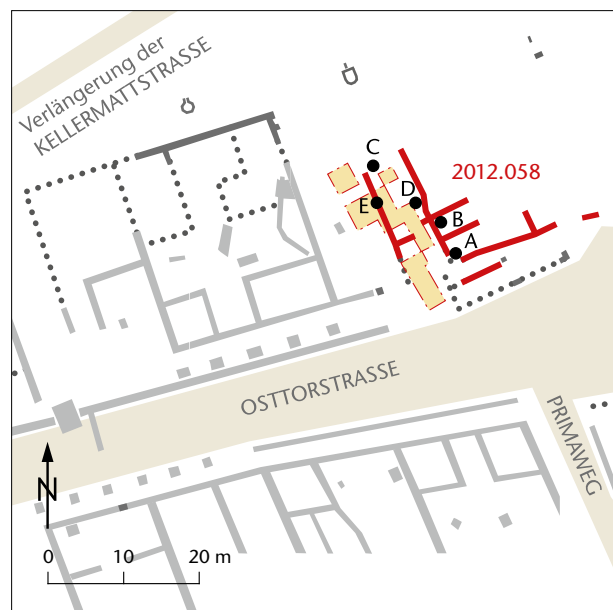 Verlängerung der
KELLERMATTSTRASSE
C
2012.058
D
E
B
A
OSTTORSTRASSE
PRIMAWEG
N
0 10 20 m